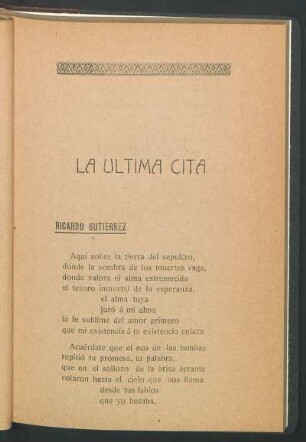 LA ULTIMA CITA
RICARDO GUTIERREZ
Aquí sobre la tierra del sepulcro,
donde la sombra de los muertos vaga,
donde valora el alma estremecida
el tesoro inmortal de la esperanza,
el alma tuya
juró á mi alma
la fe sublime del amor primero
que mi existencia á tu existencia enlaza
Acuérdate que el eco de las tumbas
repitió tu promesa, tu palabra,
que en el sollozo de la brisa errante
volaron hasta el cielo que nos llama
desde tus labios
que yo besaba,